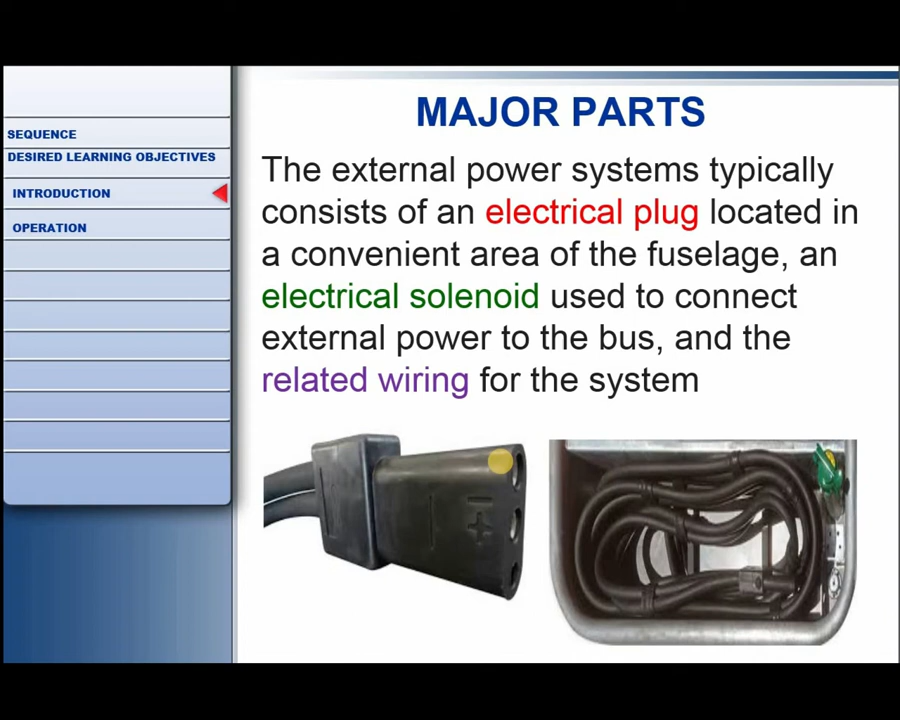 SEQUENCE
DESIRED LEARNING OBJECTIVES
INTRODUCTION
OPERATION
MAJOR PARTS
The external power systems typically
consists of an electrical plug located in
a convenient area of the fuselage, an
electrical solenoid used to connect
external power to the bus, and the
related wiring for the system